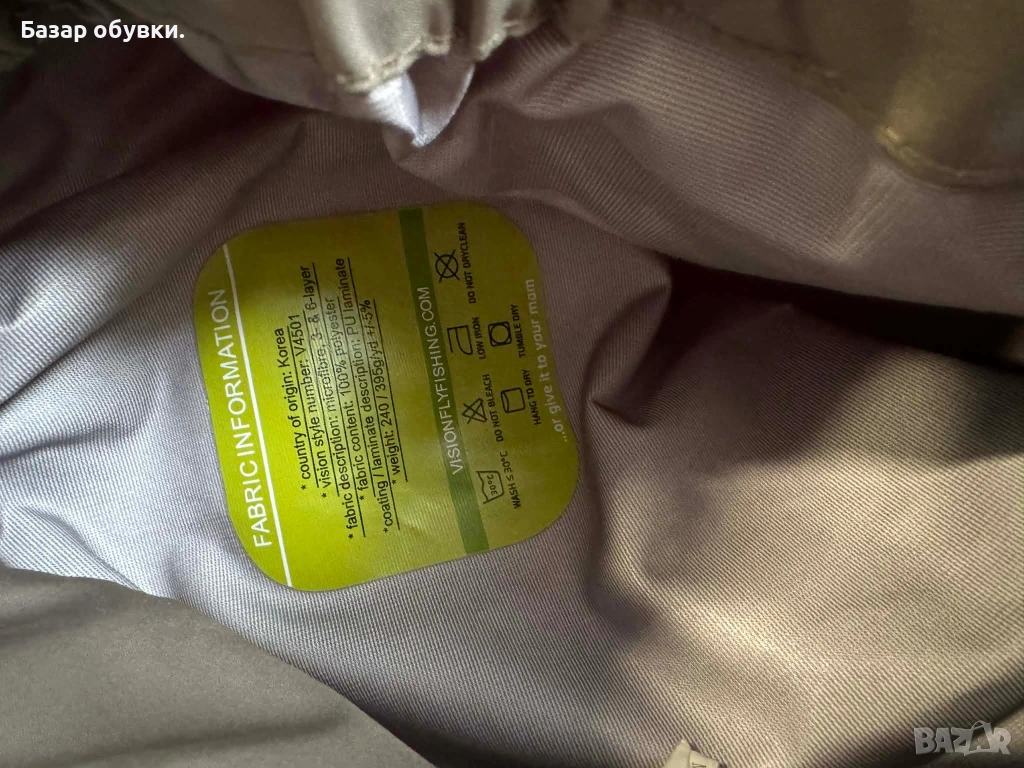 Базар обувки.
FABRIC INFORMATION
* country of origin: Korea
* vision style number: V4501
* fabric description: microfibre, 3- & 6-layer
* fabric content: 100% polyester
*coating / laminate description: PU laminate
* weight: 240 / 395g/yd +/-5%
VISIONFLYFISHING.COM
30°C
WASH ≤ 30°C
DO NOT BLEACH
LOW IRON
DO NOT DRYCLEAN
HANG TO DRY
TUMBLE DRY
...or give it to your mom
BAZAR